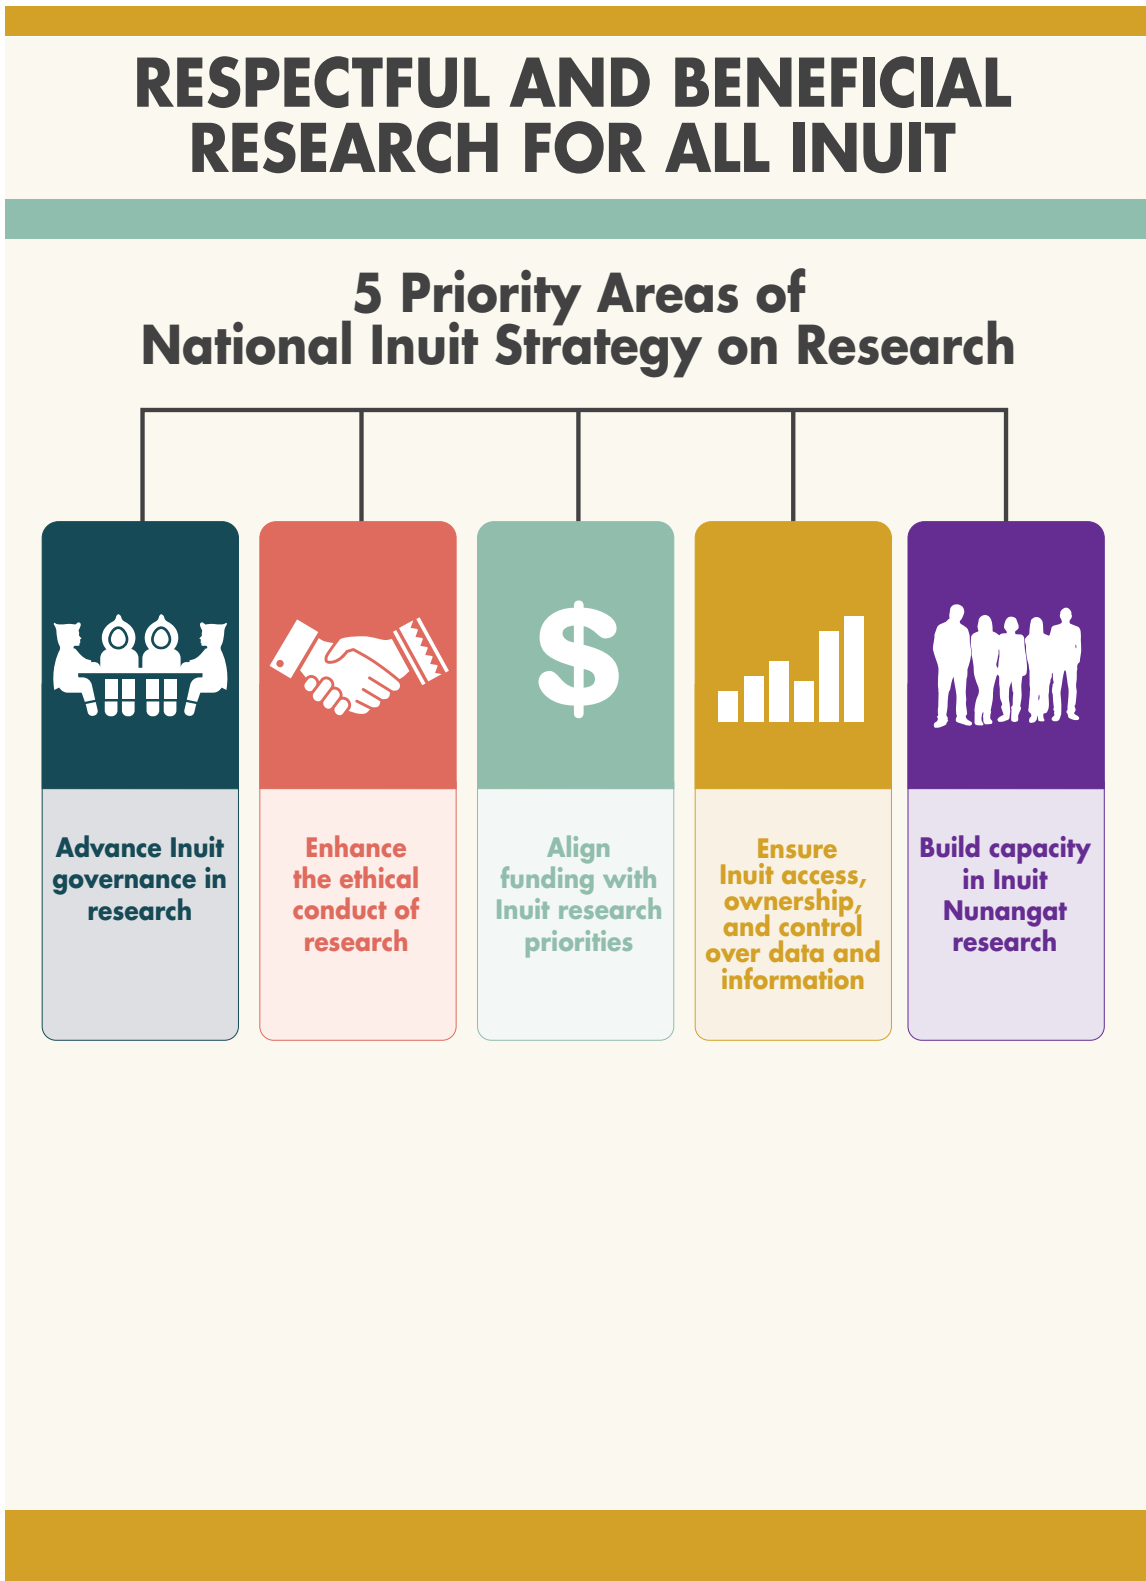 RESPECTFUL AND BENEFICIAL
RESEARCH FOR ALL INUIT
5 Priority Areas of
National Inuit Strategy on Research
Advance Inuit
governance in
research
Enhance
the ethical
conduct of
research
$
Align
funding with
Inuit research
priorities
Ensure
Inuit access,
ownership,
and control
over data and
information
Build capacity
in Inuit
Nunangat
research